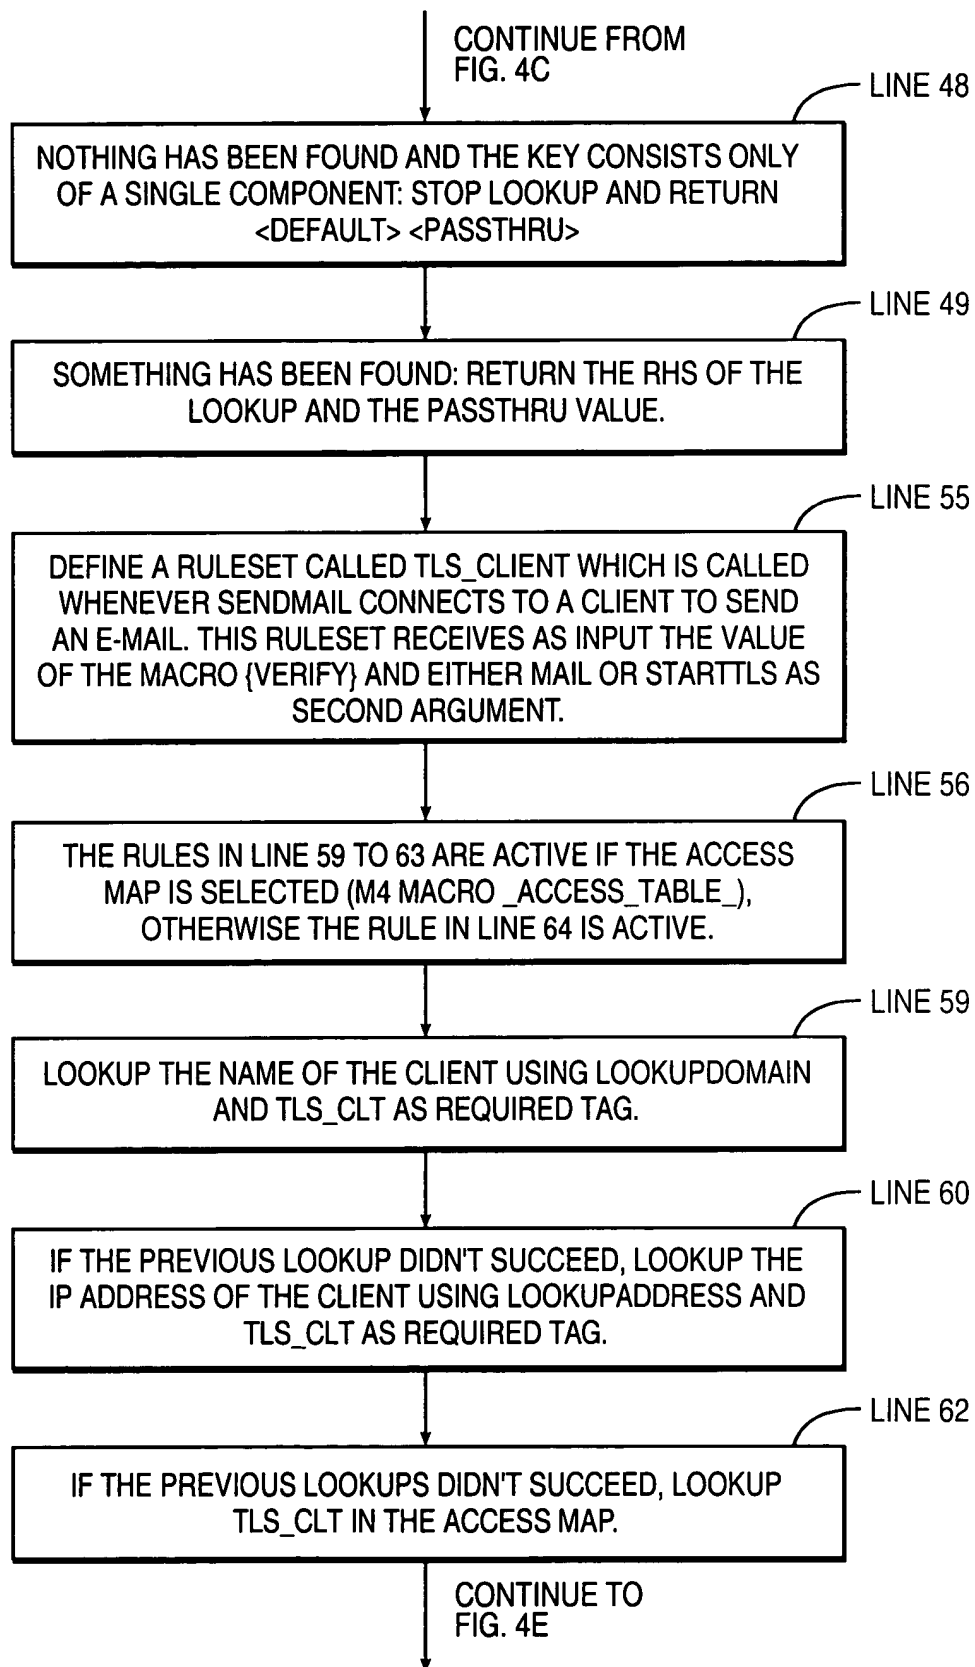 CONTINUE FROM
FIG. 4C
LINE 48
NOTHING HAS BEEN FOUND AND THE KEY CONSISTS ONLY
OF A SINGLE COMPONENT: STOP LOOKUP AND RETURN
<DEFAULT> <PASSTHRU>
LINE 49
SOMETHING HAS BEEN FOUND: RETURN THE RHS OF THE
LOOKUP AND THE PASSTHRU VALUE.
LINE 55
DEFINE A RULESET CALLED TLS_CLIENT WHICH IS CALLED
WHENEVER SENDMAIL CONNECTS TO A CLIENT TO SEND
AN E-MAIL. THIS RULESET RECEIVES AS INPUT THE VALUE
OF THE MACRO {VERIFY} AND EITHER MAIL OR STARTTLS AS
SECOND ARGUMENT.
LINE 56
THE RULES IN LINE 59 TO 63 ARE ACTIVE IF THE ACCESS
MAP IS SELECTED (M4 MACRO _ACCESS_TABLE_),
OTHERWISE THE RULE IN LINE 64 IS ACTIVE.
LINE 59
LOOKUP THE NAME OF THE CLIENT USING LOOKUPDOMAIN
AND TLS_CLT AS REQUIRED TAG.
LINE 60
IF THE PREVIOUS LOOKUP DIDN'T SUCCEED, LOOKUP THE
IP ADDRESS OF THE CLIENT USING LOOKUPADDRESS AND
TLS_CLT AS REQUIRED TAG.
LINE 62
IF THE PREVIOUS LOOKUPS DIDN'T SUCCEED, LOOKUP
TLS_CLT IN THE ACCESS MAP.
CONTINUE TO
FIG. 4E